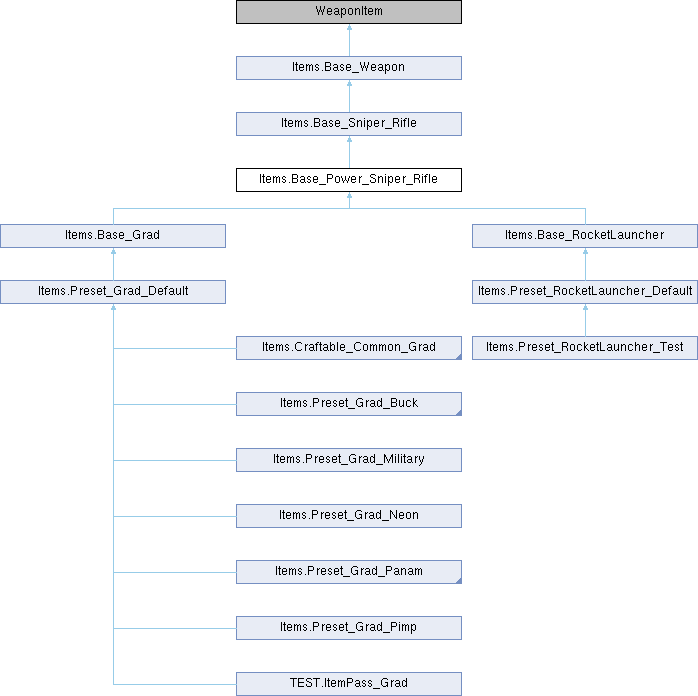 WeaponItem
Items.Base_Weapon
Items.Base_Sniper_Rifle
Items.Base_Power_Sniper_Rifle
Items.Base_Grad
Items.Base_RocketLauncher
Items.Preset_Grad_Default
Items.Preset_RocketLauncher_Default
Items.Craftable_Common_Grad
Items.Preset_RocketLauncher_Test
Items.Preset_Grad_Buck
Items.Preset_Grad_Military
Items.Preset_Grad_Neon
Items.Preset_Grad_Panam
Items.Preset_Grad_Pimp
TEST.ItemPass_Grad